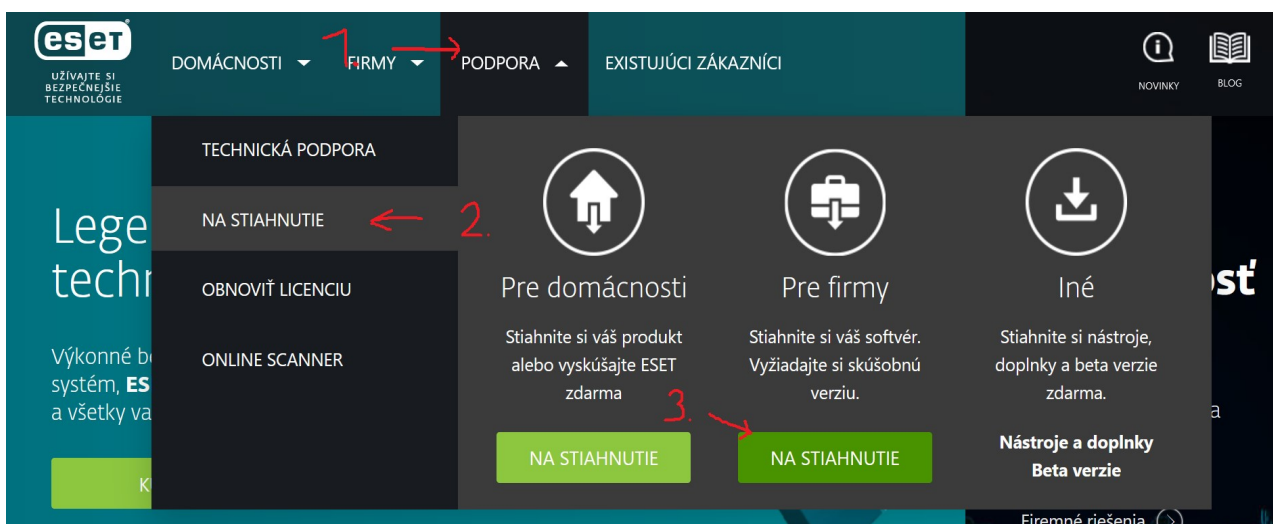 eset
UŽÍVAJTE SI
BEZPEČNEJŠIE
TECHNOLÓGIE
DOMÁCNOSTI
1.
FIRMY
PODPORA
EXISTUJÚCI ZÁKAZNÍCI
NOVINKY
BLOG
TECHNICKÁ PODPORA
NA STIAHNUTIE
2.
OBNOVIŤ LICENCIU
ONLINE SCANNER
Lege
techn
Výkonné be
systém, ES
a všetky va
K
Pre domácnosti
Stiahnite si váš produkt
alebo vyskúšajte ESET
zdarma
NA STIAHNUTIE
3.
Pre firmy
Stiahnite si váš softvér.
Vyžiadajte si skúšobnú
verziu.
NA STIAHNUTIE
Iné
Stiahnite si nástroje,
doplnky a beta verzie
zdarma.
Nástroje a doplnky
Beta verzie
osť
a
Firemné riešenia